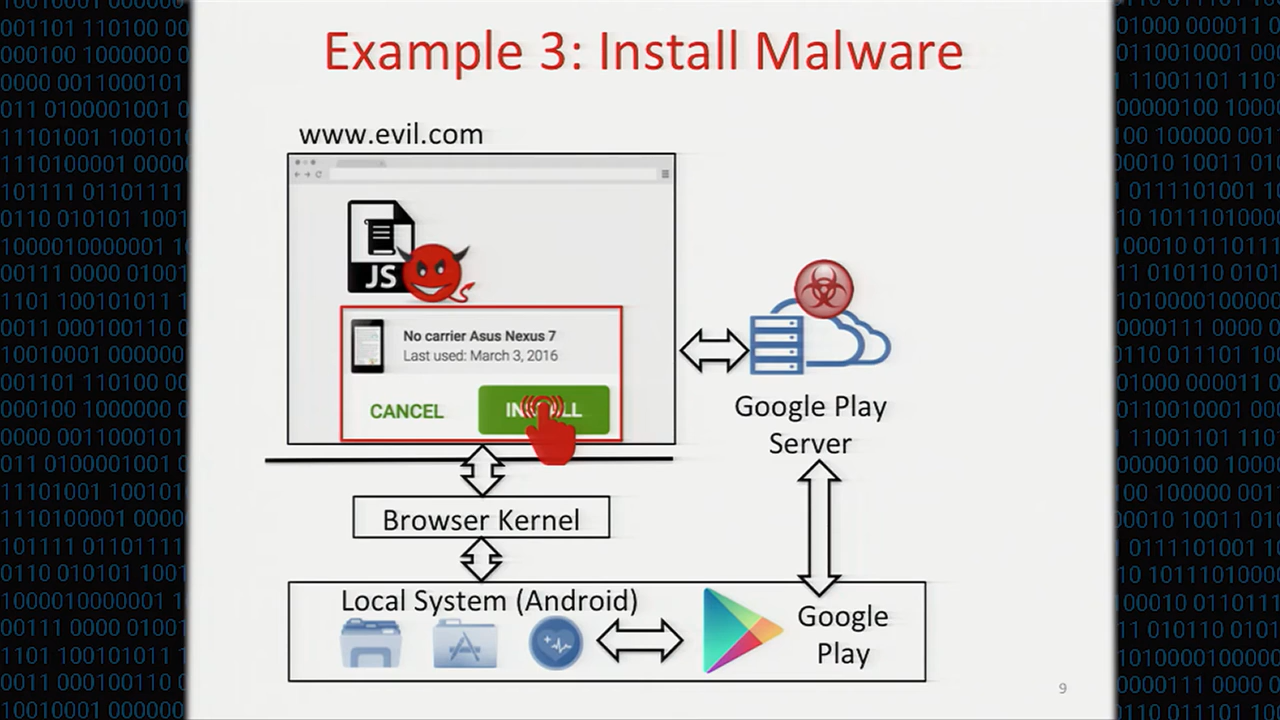 Example 3: Install Malware
www.evil.com
JS
No carrier Asus Nexus 7
Last used: March 3, 2016
CANCEL
INSTALL
Google Play
Server
Browser Kernel
Local System (Android)
Google
Play
9